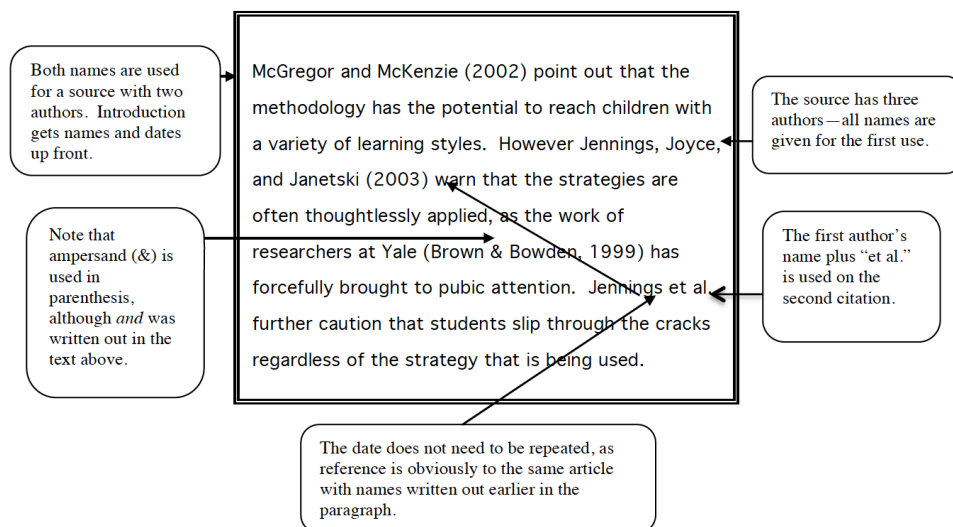 Both names are used
for a source with two
authors.  Introduction
gets names and dates
up front.
McGregor and McKenzie (2002) point out that the
methodology has the potential to reach children with
a variety of learning styles.  However Jennings, Joyce,
and Janetski (2003) warn that the strategies are
often thoughtlessly applied, as the work of
researchers at Yale (Brown & Bowden, 1999) has
forcefully brought to pubic attention.  Jennings et al.
further caution that students slip through the cracks
regardless of the strategy that is being used.
The source has three
authors—all names are
given for the first use.
Note that
ampersand (&) is
used in
parenthesis,
although and was
written out in the
text above.
The first author's
name plus “et al.”
is used on the
second citation.
The date does not need to be repeated, as
reference is obviously to the same article
with names written out earlier in the
paragraph.